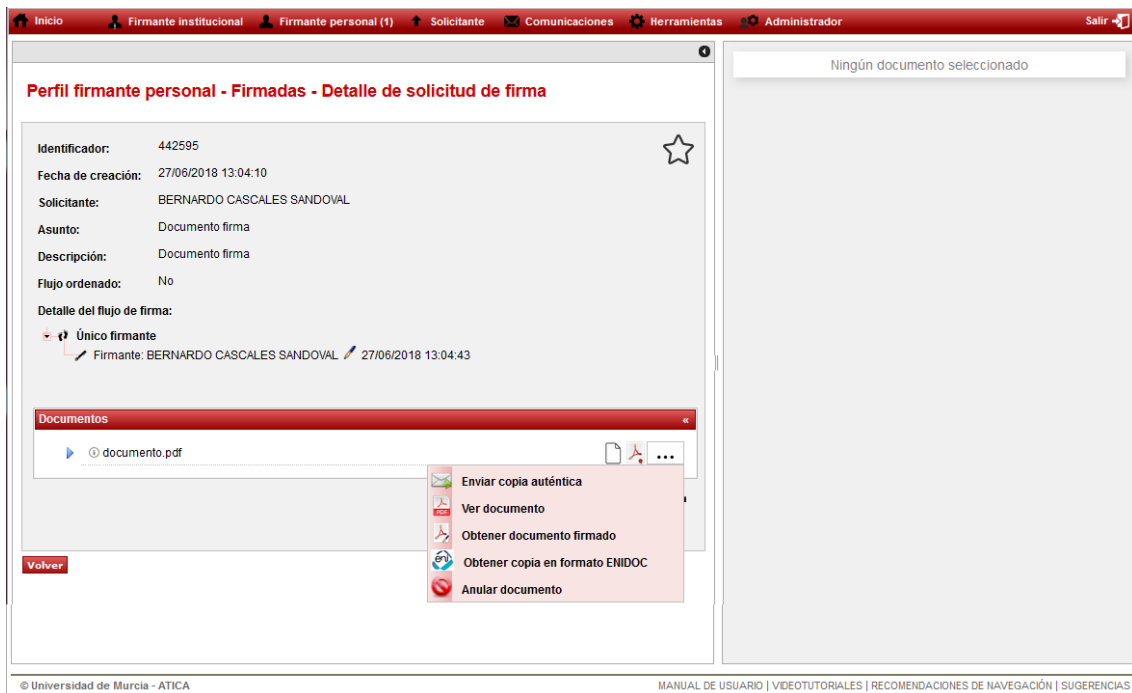 Inicio Firmante institucional Firmante personal (1) Solicitante Comunicaciones Herramientas Administrador Salir
Perfil firmante personal - Firmadas - Detalle de solicitud de firma
Identificador: 442595
Fecha de creación: 27/06/2018 13:04:10
Solicitante: BERNARDO CASCALES SANDOVAL
Asunto: Documento firma
Descripción: Documento firma
Flujo ordenado: No
Detalle del flujo de firma:
Único firmante
Firmante: BERNARDO CASCALES SANDOVAL 27/06/2018 13:04:43
Documentos «
documento.pdf ...
Enviar copia auténtica
Ver documento
Obtener documento firmado
Obtener copia en formato ENIDOC
Anular documento
Volver
Ningún documento seleccionado
© Universidad de Murcia - ATICA
MANUAL DE USUARIO | VIDEOTUTORIALES | RECOMENDACIONES DE NAVEGACIÓN | SUGERENCIAS